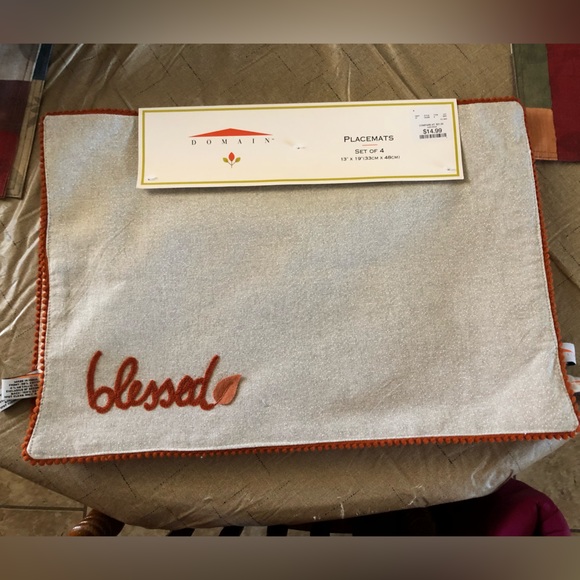 DOMAIN
PLACEMATS
SET OF 4
13" X 19"(33CM X 48CM)
$14.99
blessed